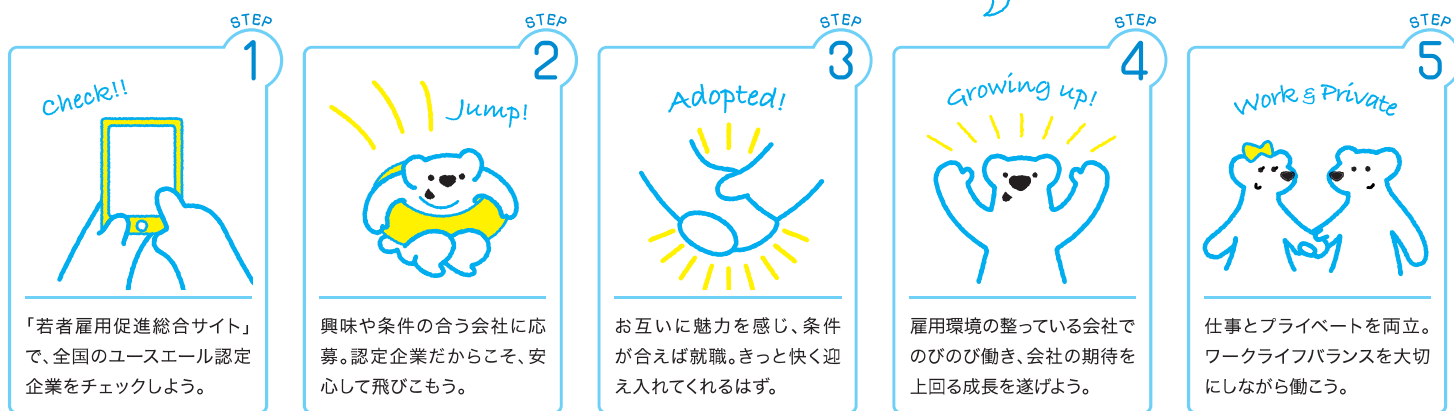 STEP
1
Check!!
「若者雇用促進総合サイト」
で、全国のユースエール認定
企業をチェックしよう。
STEP
2
Jump!
興味や条件の合う会社に応
募。認定企業だからこそ、安
心して飛びこもう。
STEP
3
Adopted!
お互いに魅力を感じ、条件
が合えば就職。きっと快く迎
え入れてくれるはず。
STEP
4
Growing up!
雇用環境の整っている会社で
のびのび働き、会社の期待を
上回る成長を遂げよう。
STEP
5
Work & Private
仕事とプライベートを両立。
ワークライフバランスを大切
にしながら働こう。